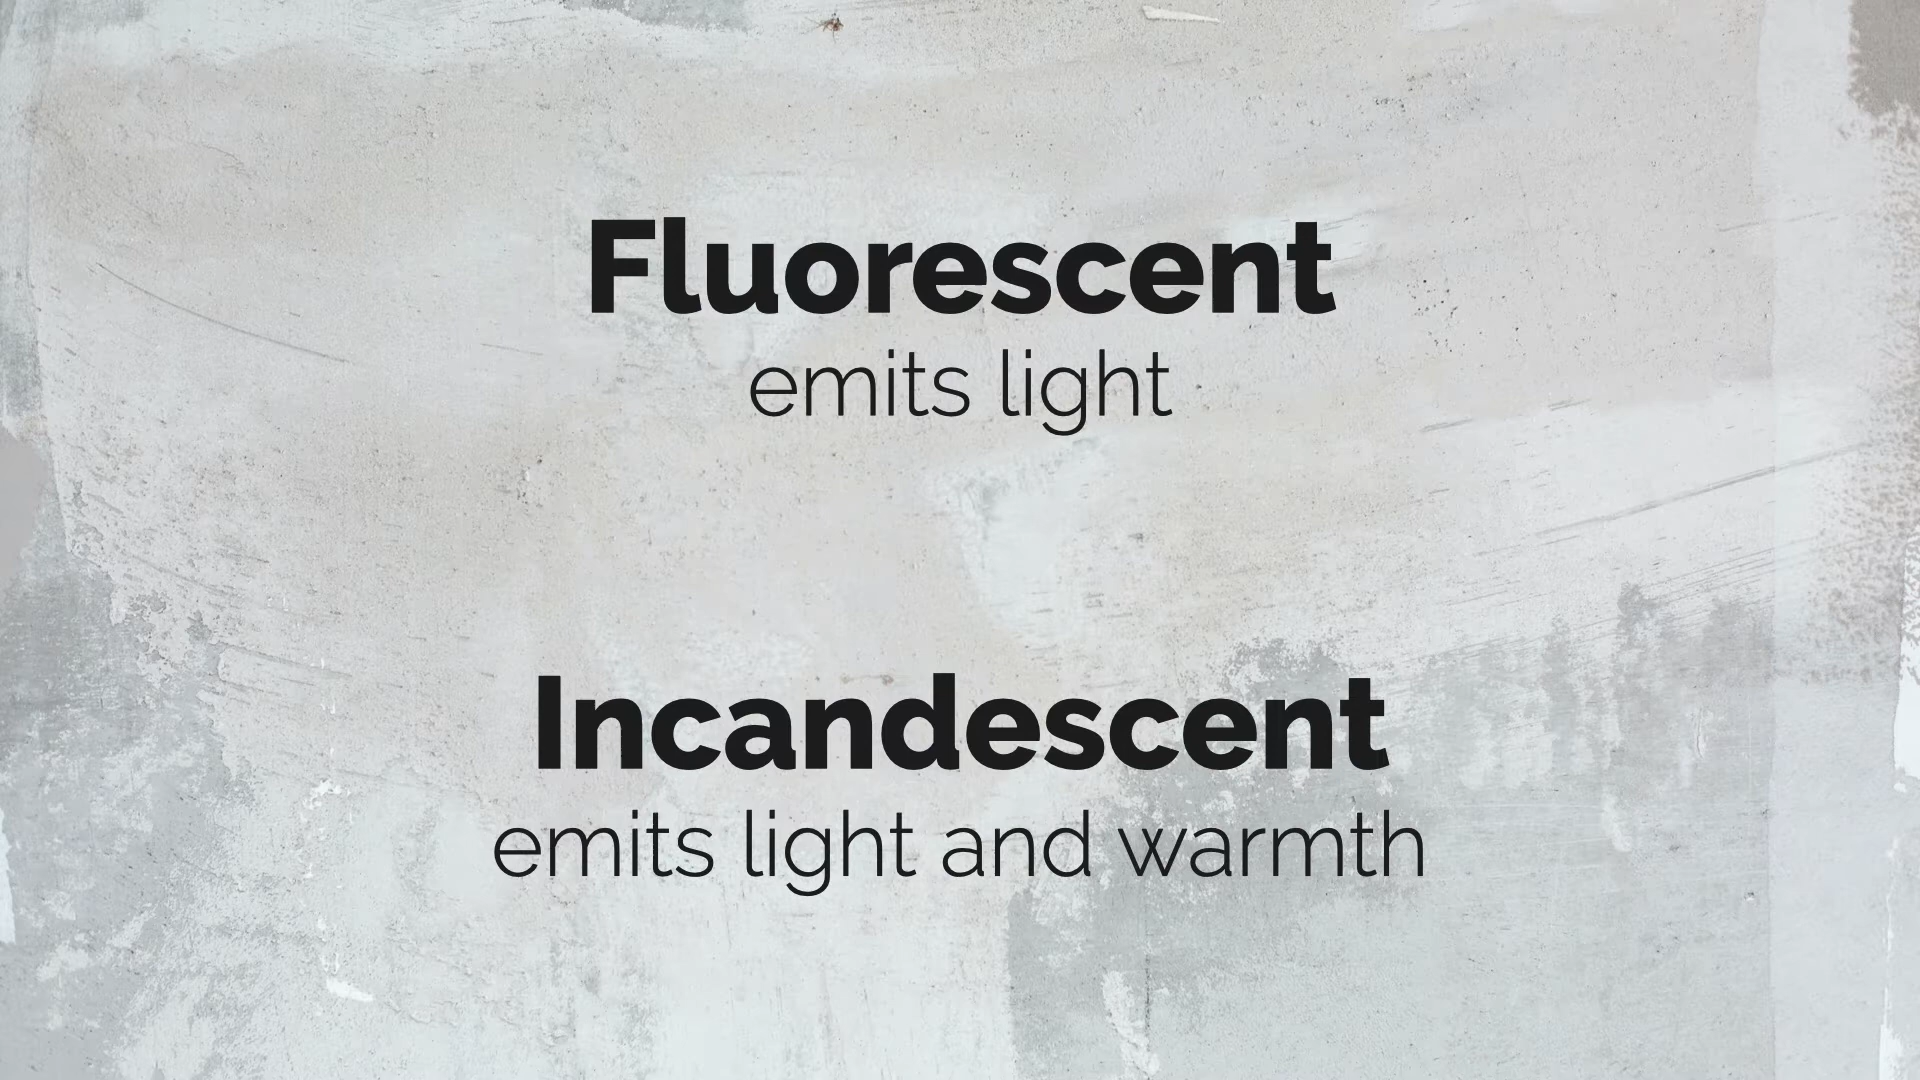 Fluorescent
emits light
Incandescent
emits light and warmth